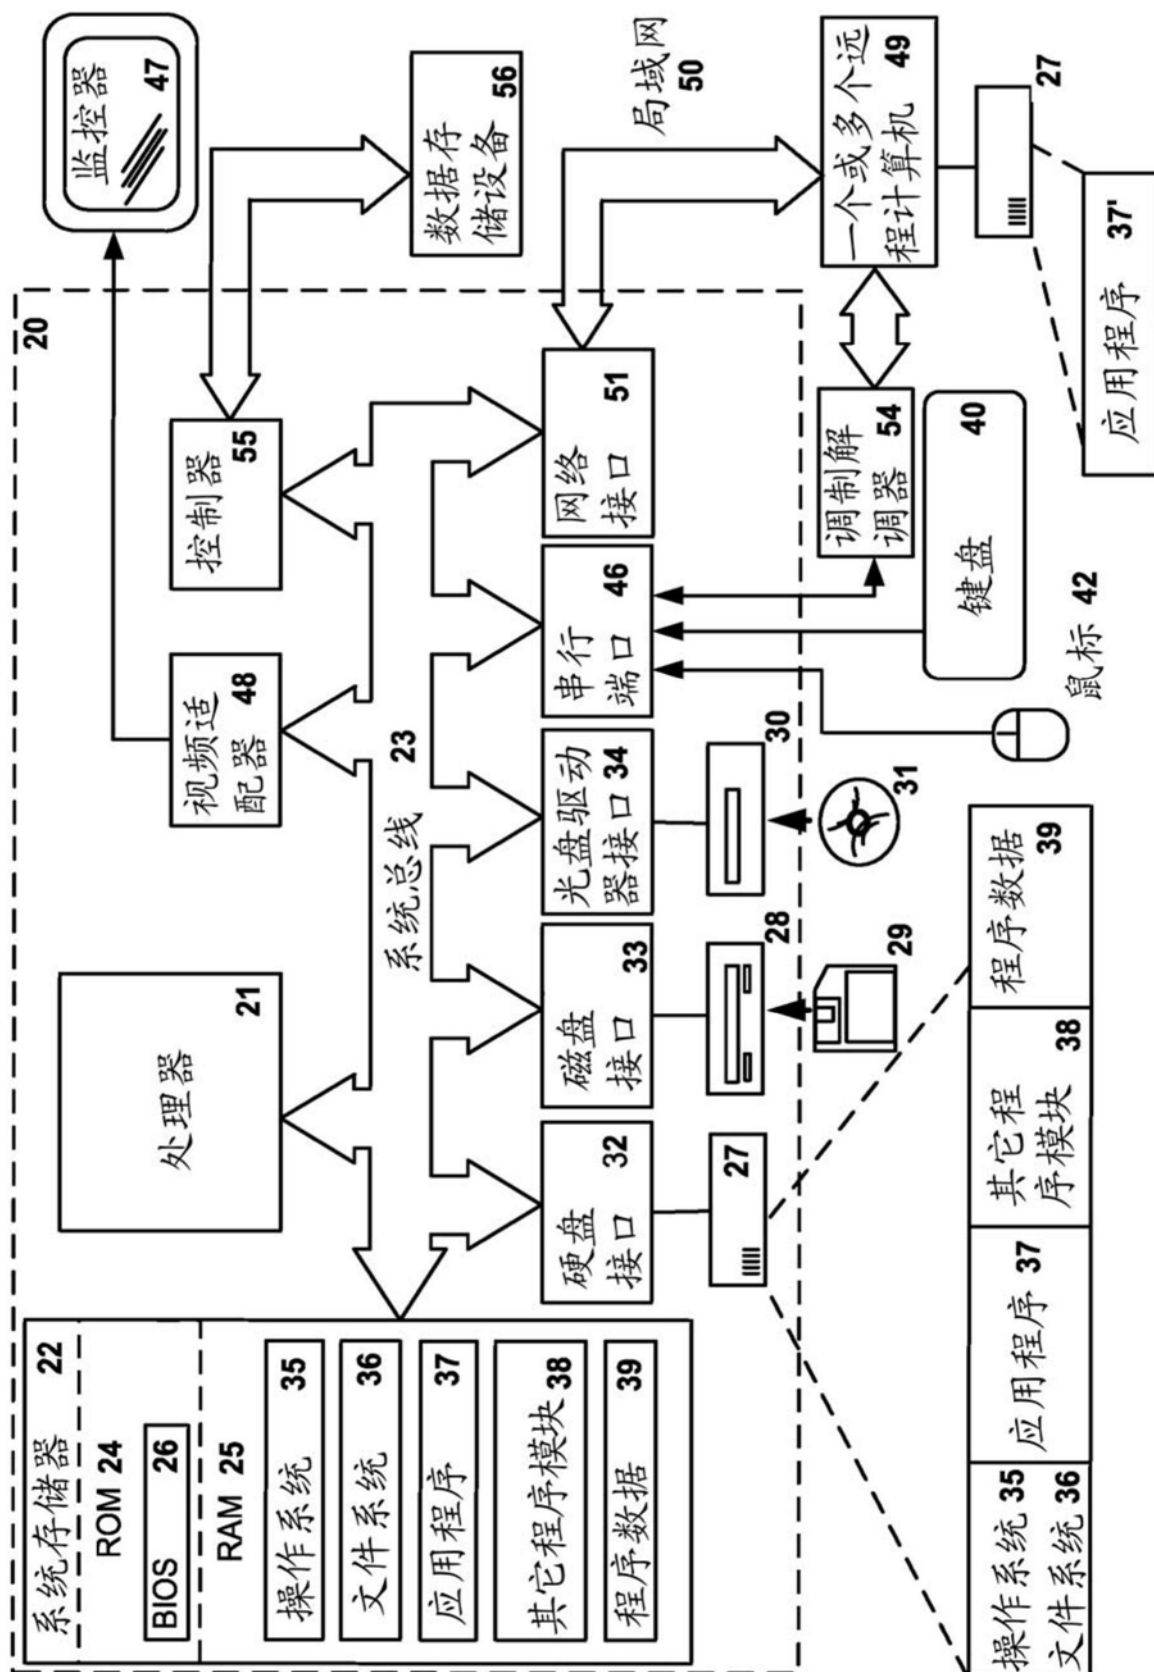 20
系统存储器 22
ROM 24
BIOS 26
RAM 25
操作系统 35
文件系统 36
应用程序 37
其它程序模块 38
程序数据 39
处理器
21
视频适
配器 48
控制器
55
监控器
47
数据存
储设备
56
系统总线 23
硬盘
接口
32
磁盘
接口
33
光盘驱动
器接口 34
串行
端口
46
网络
接口
51
局域网
50
27
28
30
29
31
调制解
调器 54
一个或多个远
程计算机
49
键盘
40
鼠标 42
27
操作系统 35
文件系统 36
应用程序 37
其它程
序模块
38
程序数据
39
应用程序 37'